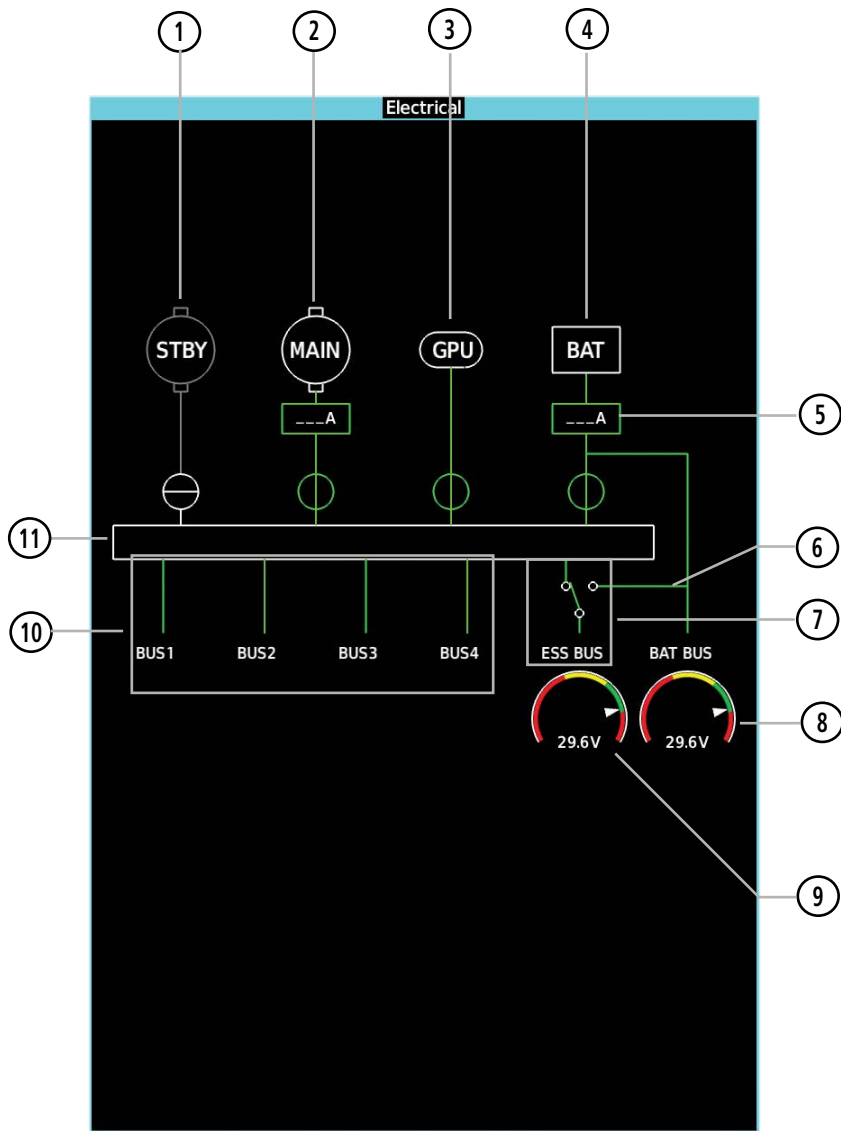 1 2 3 4
Electrical
STBY MAIN GPU BAT
___A ___A
5
11
6
10
7
BUS1 BUS2 BUS3 BUS4 ESS BUS BAT BUS
8
29.6V 29.6V
9